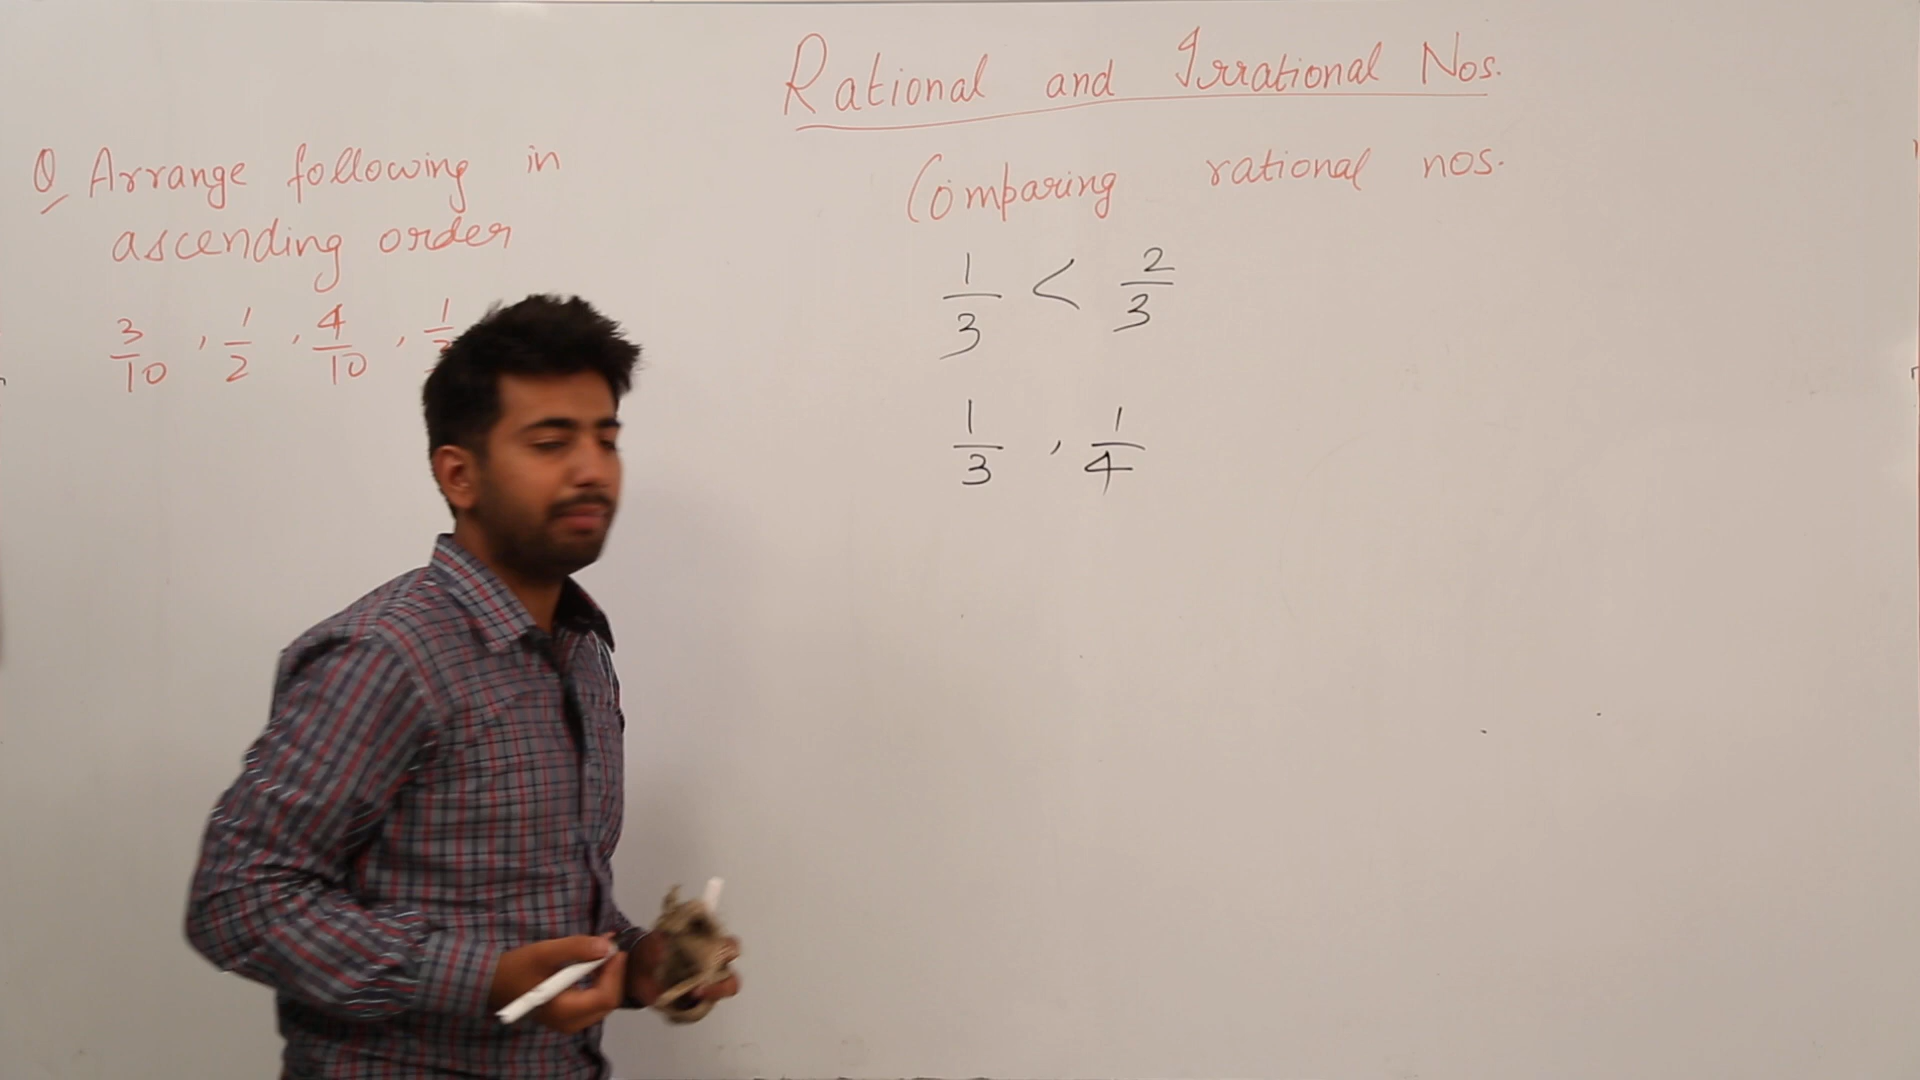 Rational and Irrational Nos.
Q Arrange following in
ascending order
3/10 , 1/2 , 4/10 , 1/
Comparing rational nos.
1/3 < 2/3
1/3 , 1/4